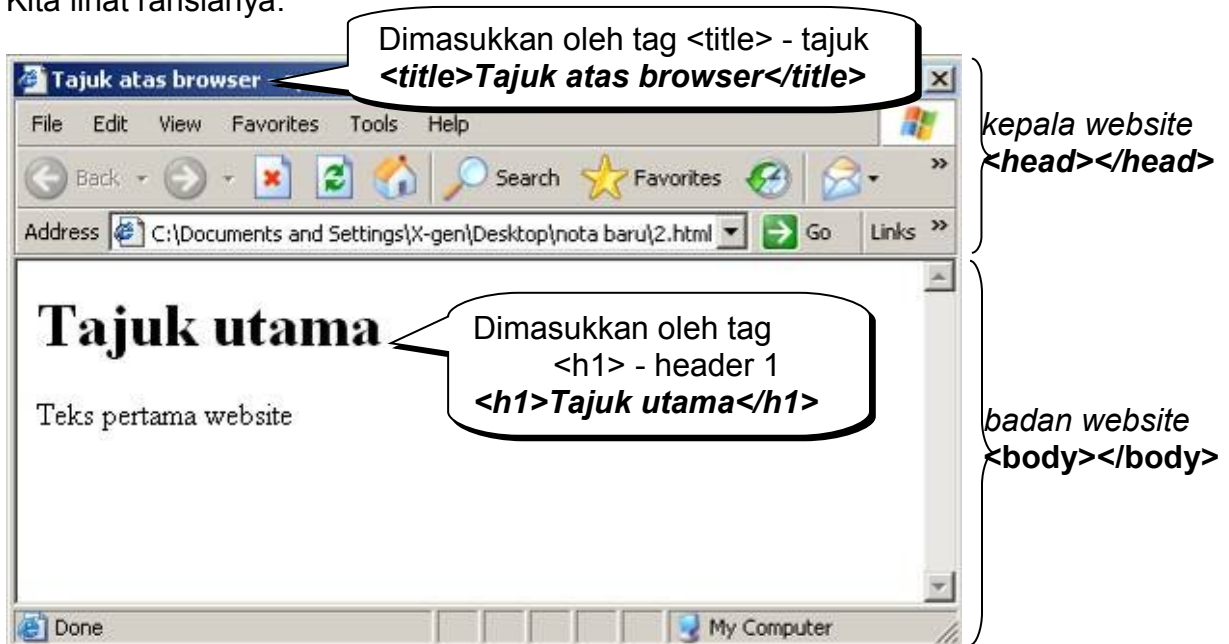 Kita lihat ransianya.
Dimasukkan oleh tag <title> - tajuk
<title>Tajuk atas browser</title>
Tajuk atas browser
File Edit View Favorites Tools Help
kepala website
<head></head>
Back Search Favorites
Address C:\Documents and Settings\X-gen\Desktop\nota baru\2.html Go Links
Tajuk utama
Dimasukkan oleh tag
<h1> - header 1
<h1>Tajuk utama</h1>
Teks pertama website
badan website
<body></body>
Done My Computer